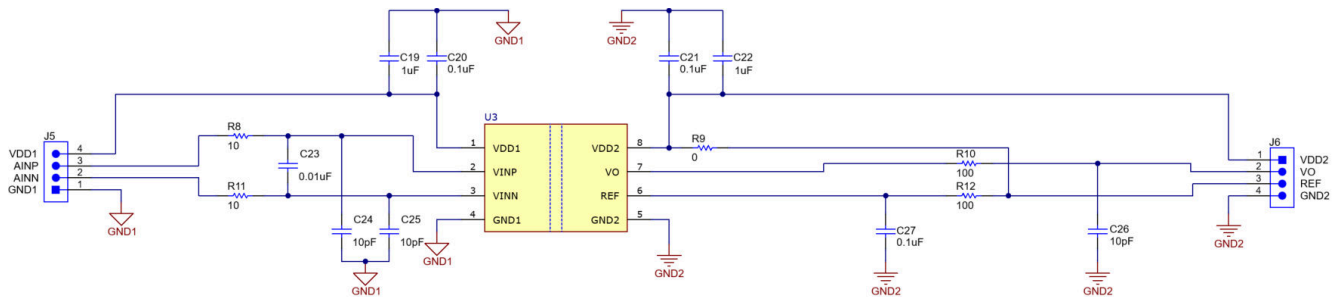 GND1
GND2
C19
1uF
C20
0.1uF
C21
0.1uF
C22
1uF
J5
VDD1 4
AINP 3
AINN 2
GND1 1
GND1
R8
10
R11
10
C23
0.01uF
C24
10pF
C25
10pF
GND1
GND1
U3
1 VDD1 VDD2 8
2 VINP VO 7
3 VINN REF 6
4 GND1 GND2 5
GND2
R9
0
R10
100
R12
100
C27
0.1uF
GND2
C26
10pF
GND2
J6
1 VDD2
2 VO
3 REF
4 GND2
GND2